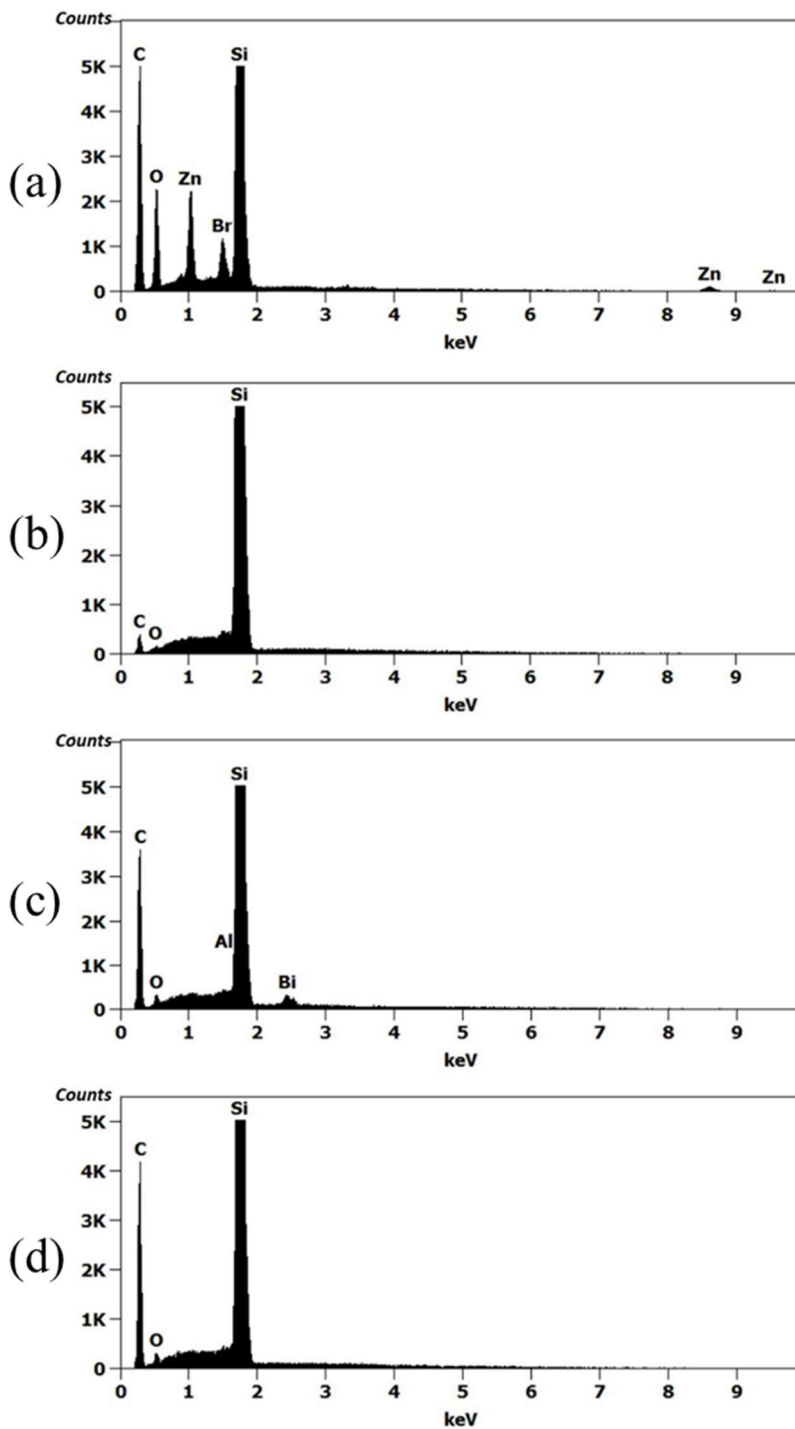 Counts
C Si
5K
4K
3K
(a) O Zn
2K
Br
1K
Zn Zn
0
0 1 2 3 4 5 6 7 8 9
keV
Counts
Si
5K
4K
3K
(b)
2K
1K
C O
0
0 1 2 3 4 5 6 7 8 9
keV
Counts
Si
5K
C
4K
3K
(c)
2K
Al
1K
O Bi
0
0 1 2 3 4 5 6 7 8 9
keV
Counts
Si
5K
C
4K
3K
(d)
2K
1K
O
0
0 1 2 3 4 5 6 7 8 9
keV